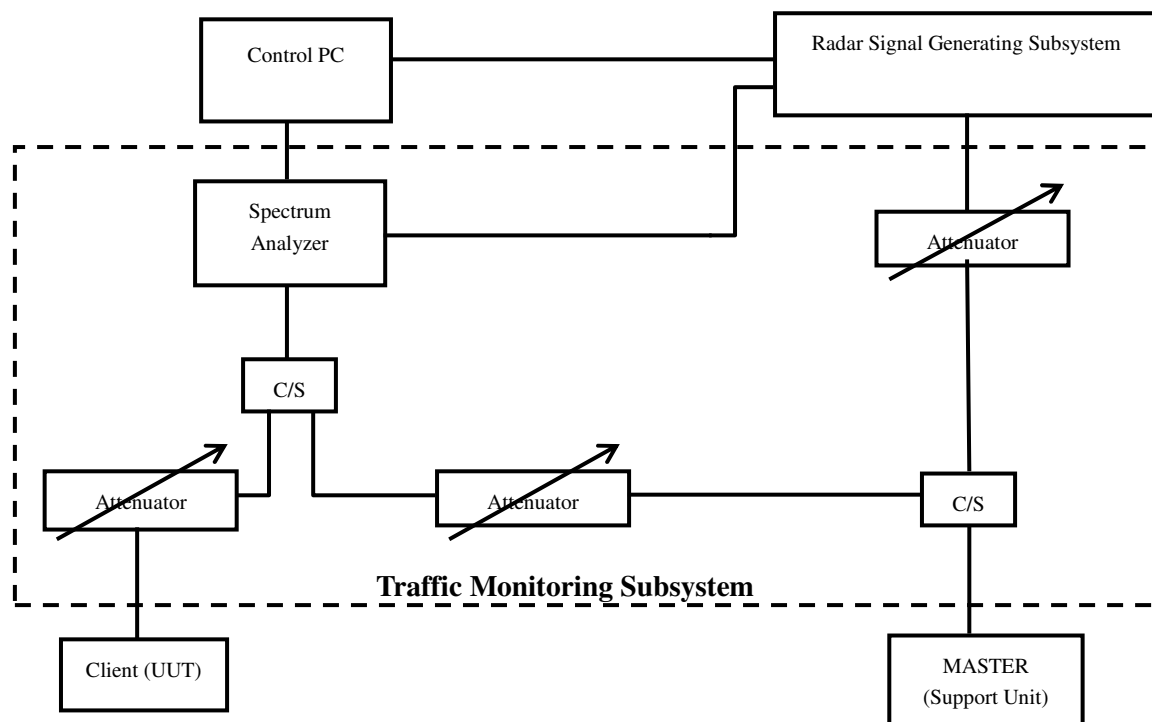 Control PC
Radar Signal Generating Subsystem
Spectrum
Analyzer
Attenuator
C/S
Attenuator
Attenuator
C/S
Traffic Monitoring Subsystem
Client (UUT)
MASTER
(Support Unit)